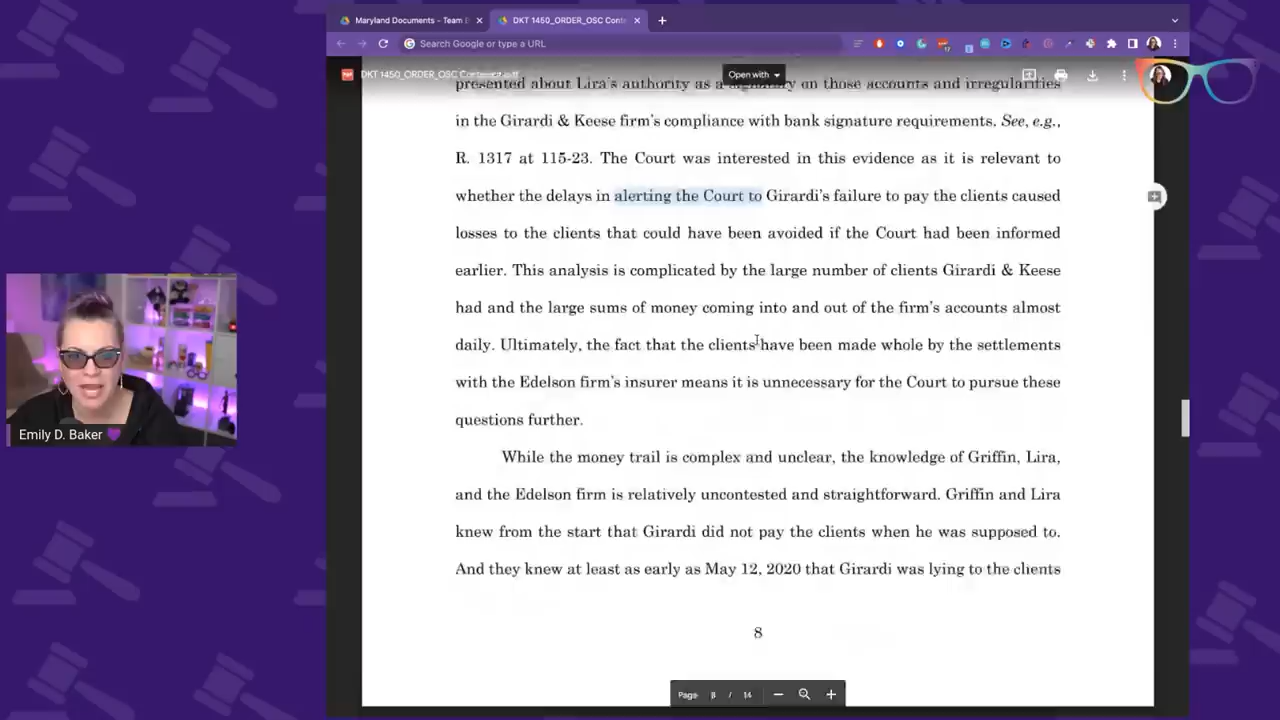 Maryland Documents - Team
DKT 1450_ORDER_OSC Conte
Search Google or type a URL
DKT 1450_ORDER_OSC Contempt.pdf
Open with
presented about Lira's authority as a signatory on those accounts and irregularities
in the Girardi & Keese firm's compliance with bank signature requirements. See, e.g.,
R. 1317 at 115-23. The Court was interested in this evidence as it is relevant to
whether the delays in alerting the Court to Girardi's failure to pay the clients caused
losses to the clients that could have been avoided if the Court had been informed
earlier. This analysis is complicated by the large number of clients Girardi & Keese
had and the large sums of money coming into and out of the firm's accounts almost
daily. Ultimately, the fact that the clients have been made whole by the settlements
with the Edelson firm's insurer means it is unnecessary for the Court to pursue these
questions further.
While the money trail is complex and unclear, the knowledge of Griffin, Lira,
and the Edelson firm is relatively uncontested and straightforward. Griffin and Lira
knew from the start that Girardi did not pay the clients when he was supposed to.
And they knew at least as early as May 12, 2020 that Girardi was lying to the clients
8
Page 8 / 14
Emily D. Baker 💜